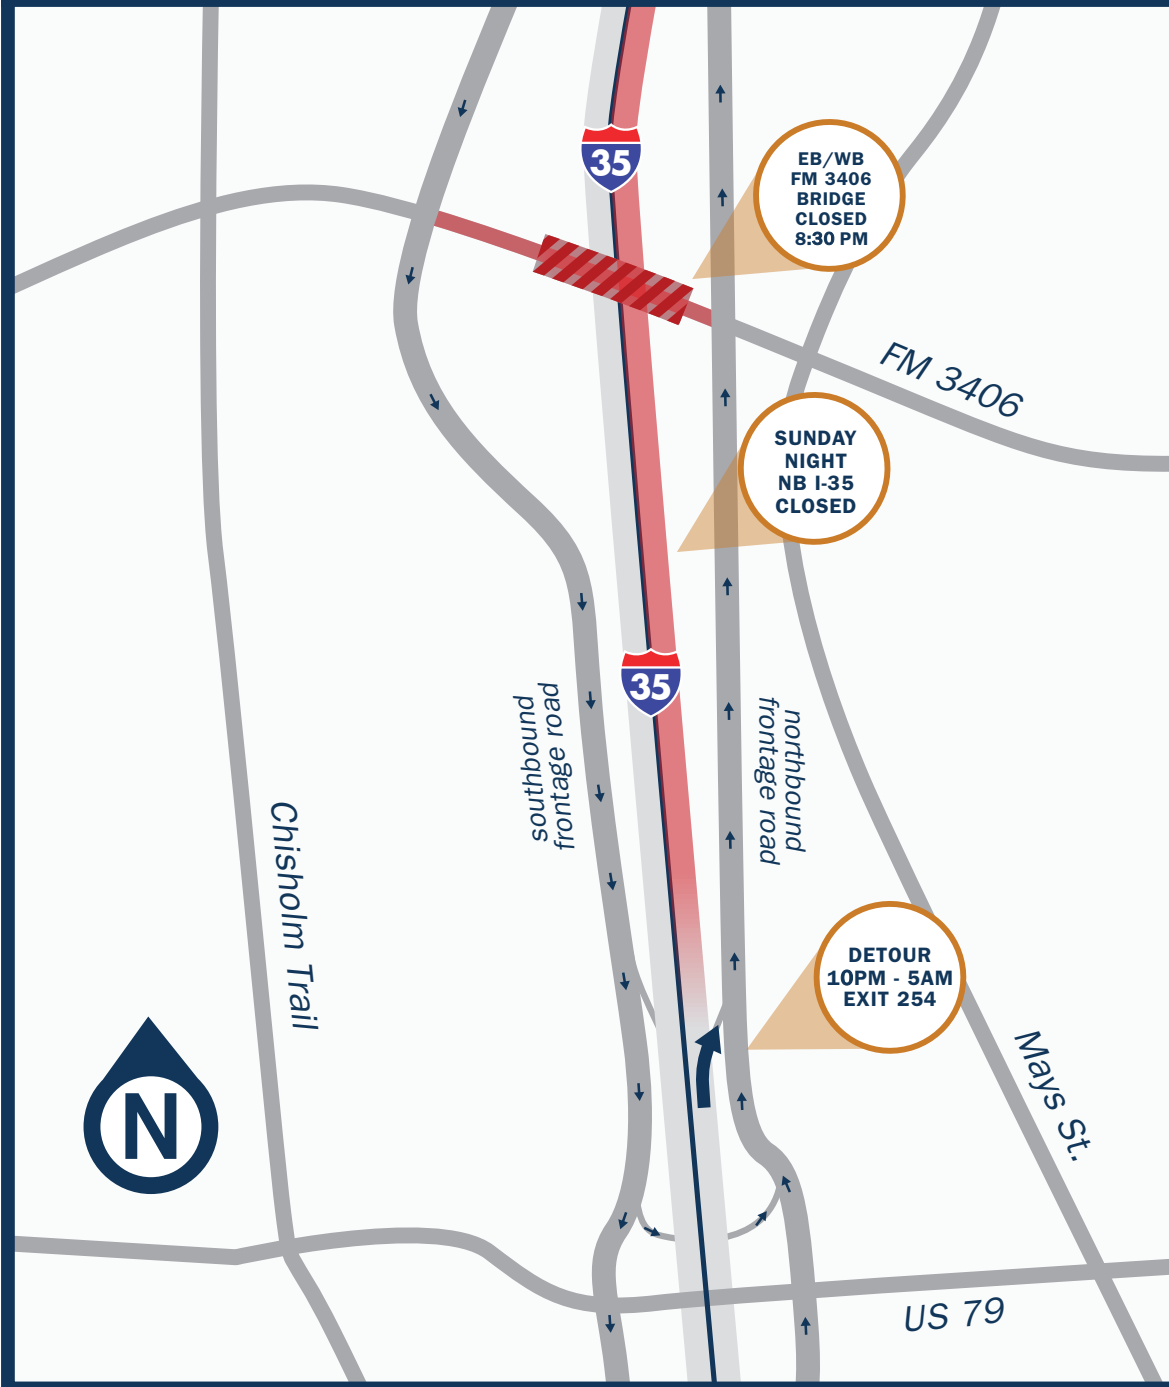 35
EB/WB
FM 3406
BRIDGE
CLOSED
8:30 PM
FM 3406
SUNDAY
NIGHT
NB I-35
CLOSED
35
southbound
frontage road
northbound
frontage road
Chisholm Trail
DETOUR
10PM - 5AM
EXIT 254
Mays St.
N
US 79